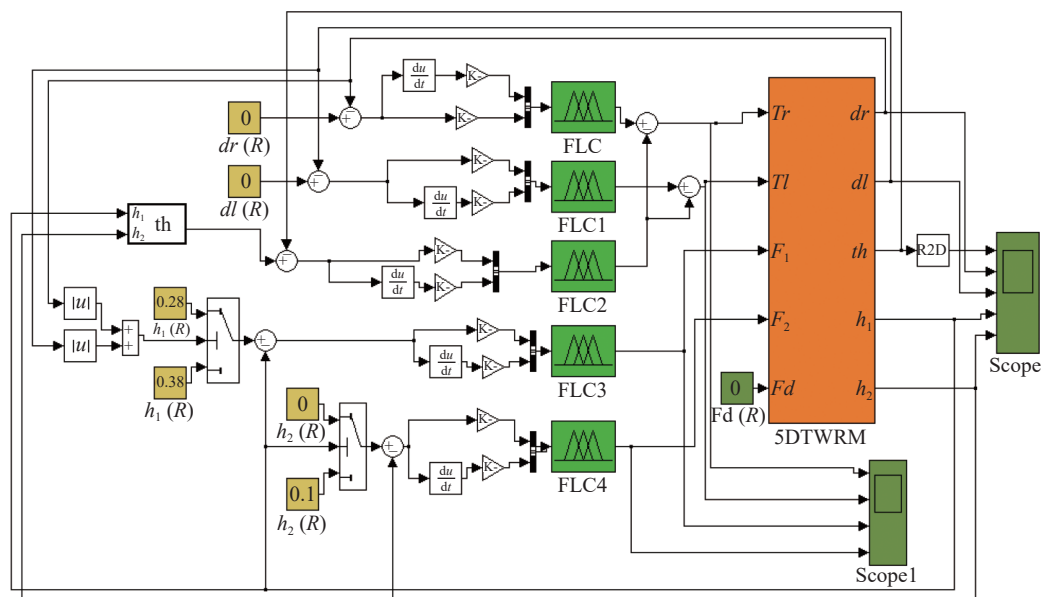 du
dt
K-
K-
0
dr (R)
FLC
Tr
dr
K-
0
dl (R)
du
dt
K-
FLC1
Tl
dl
h₁
h₂
th
K-
du
dt
K-
FLC2
F₁
th
R2D
|u|
|u|
+
+
0.28
h₁ (R)
0.38
h₁ (R)
K-
du
dt
K-
FLC3
F₂
h₁
Scope
0
h₂ (R)
0.1
h₂ (R)
K-
du
dt
K-
FLC4
0
Fd (R)
Fd
h₂
5DTWRM
Scope1